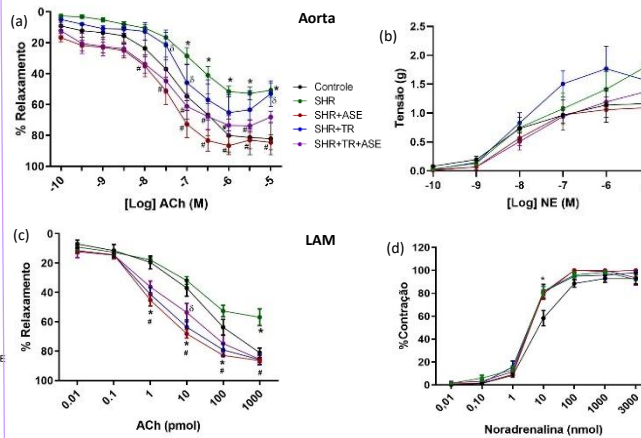 Aorta
(a)
% Relaxamento
0
20
40
60
80
100
-10
-9
-8
-7
-6
-5
[Log] ACh (M)
* * * * * *
δ δ δ
# # # # # # #
Controle
SHR
SHR+ASE
SHR+TR
SHR+TR+ASE
(b)
Tensão (g)
2.5
2.0
1.5
1.0
0.5
0.0
-10
-9
-8
-7
-6
[Log] NE (M)
LAM
(c)
% Relaxamento
0
20
40
60
80
100
0,01
0,1
1
10
100
1000
ACh (pmol)
δ
* * * *
# # # #
E
(d)
%Contração
120
100
80
60
40
20
0
0,01
0,10
1
10
100
1000
3000
Noradrenalina (nmol)
*